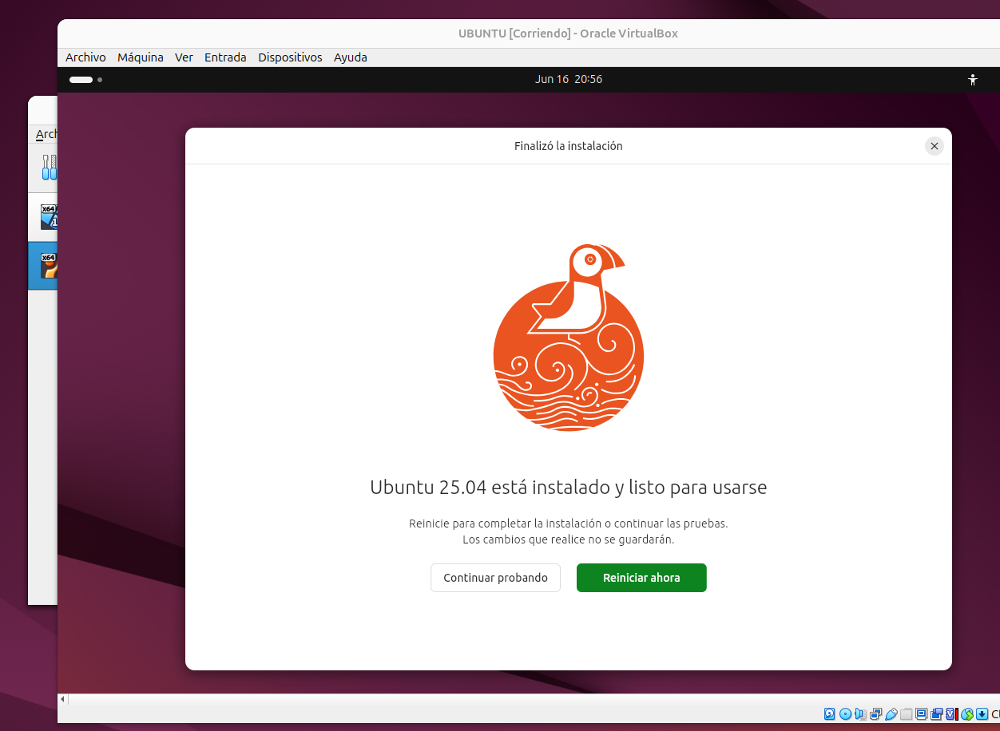 UBUNTU [Corriendo] - Oracle VirtualBox
Archivo Máquina Ver Entrada Dispositivos Ayuda
Jun 16 20:56
Arch
Finalizó la instalación
x64
x64
Ubuntu 25.04 está instalado y listo para usarse
Reinicie para completar la instalación o continuar las pruebas.
Los cambios que realice no se guardarán.
Continuar probando
Reiniciar ahora